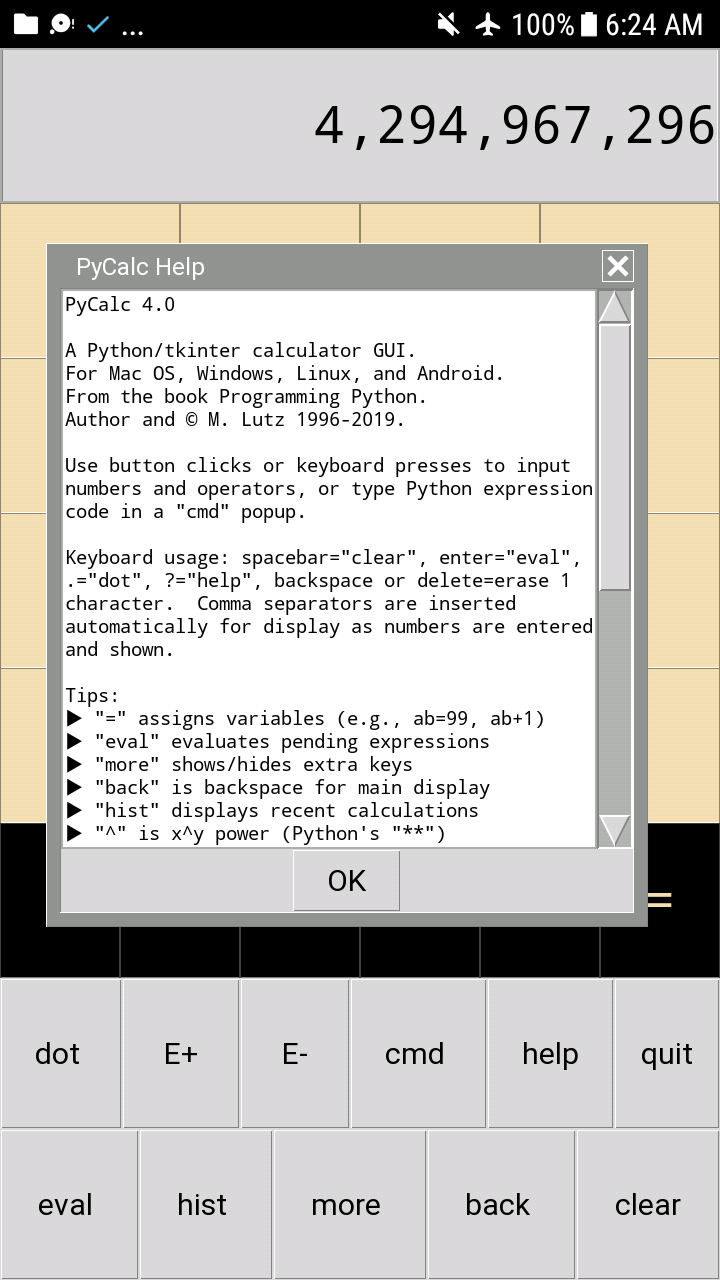 ... 100% 6:24 AM
4,294,967,296
PyCalc Help
PyCalc 4.0
A Python/tkinter calculator GUI.
For Mac OS, Windows, Linux, and Android.
From the book Programming Python.
Author and © M. Lutz 1996-2019.
Use button clicks or keyboard presses to input
numbers and operators, or type Python expression
code in a "cmd" popup.
Keyboard usage: spacebar="clear", enter="eval",
.="dot", ?="help", backspace or delete=erase 1
character.  Comma separators are inserted
automatically for display as numbers are entered
and shown.
Tips:
▶ "=" assigns variables (e.g., ab=99, ab+1)
▶ "eval" evaluates pending expressions
▶ "more" shows/hides extra keys
▶ "back" is backspace for main display
▶ "hist" displays recent calculations
▶ "^" is x^y power (Python's "**")
OK
=
dot E+ E- cmd help quit
eval hist more back clear